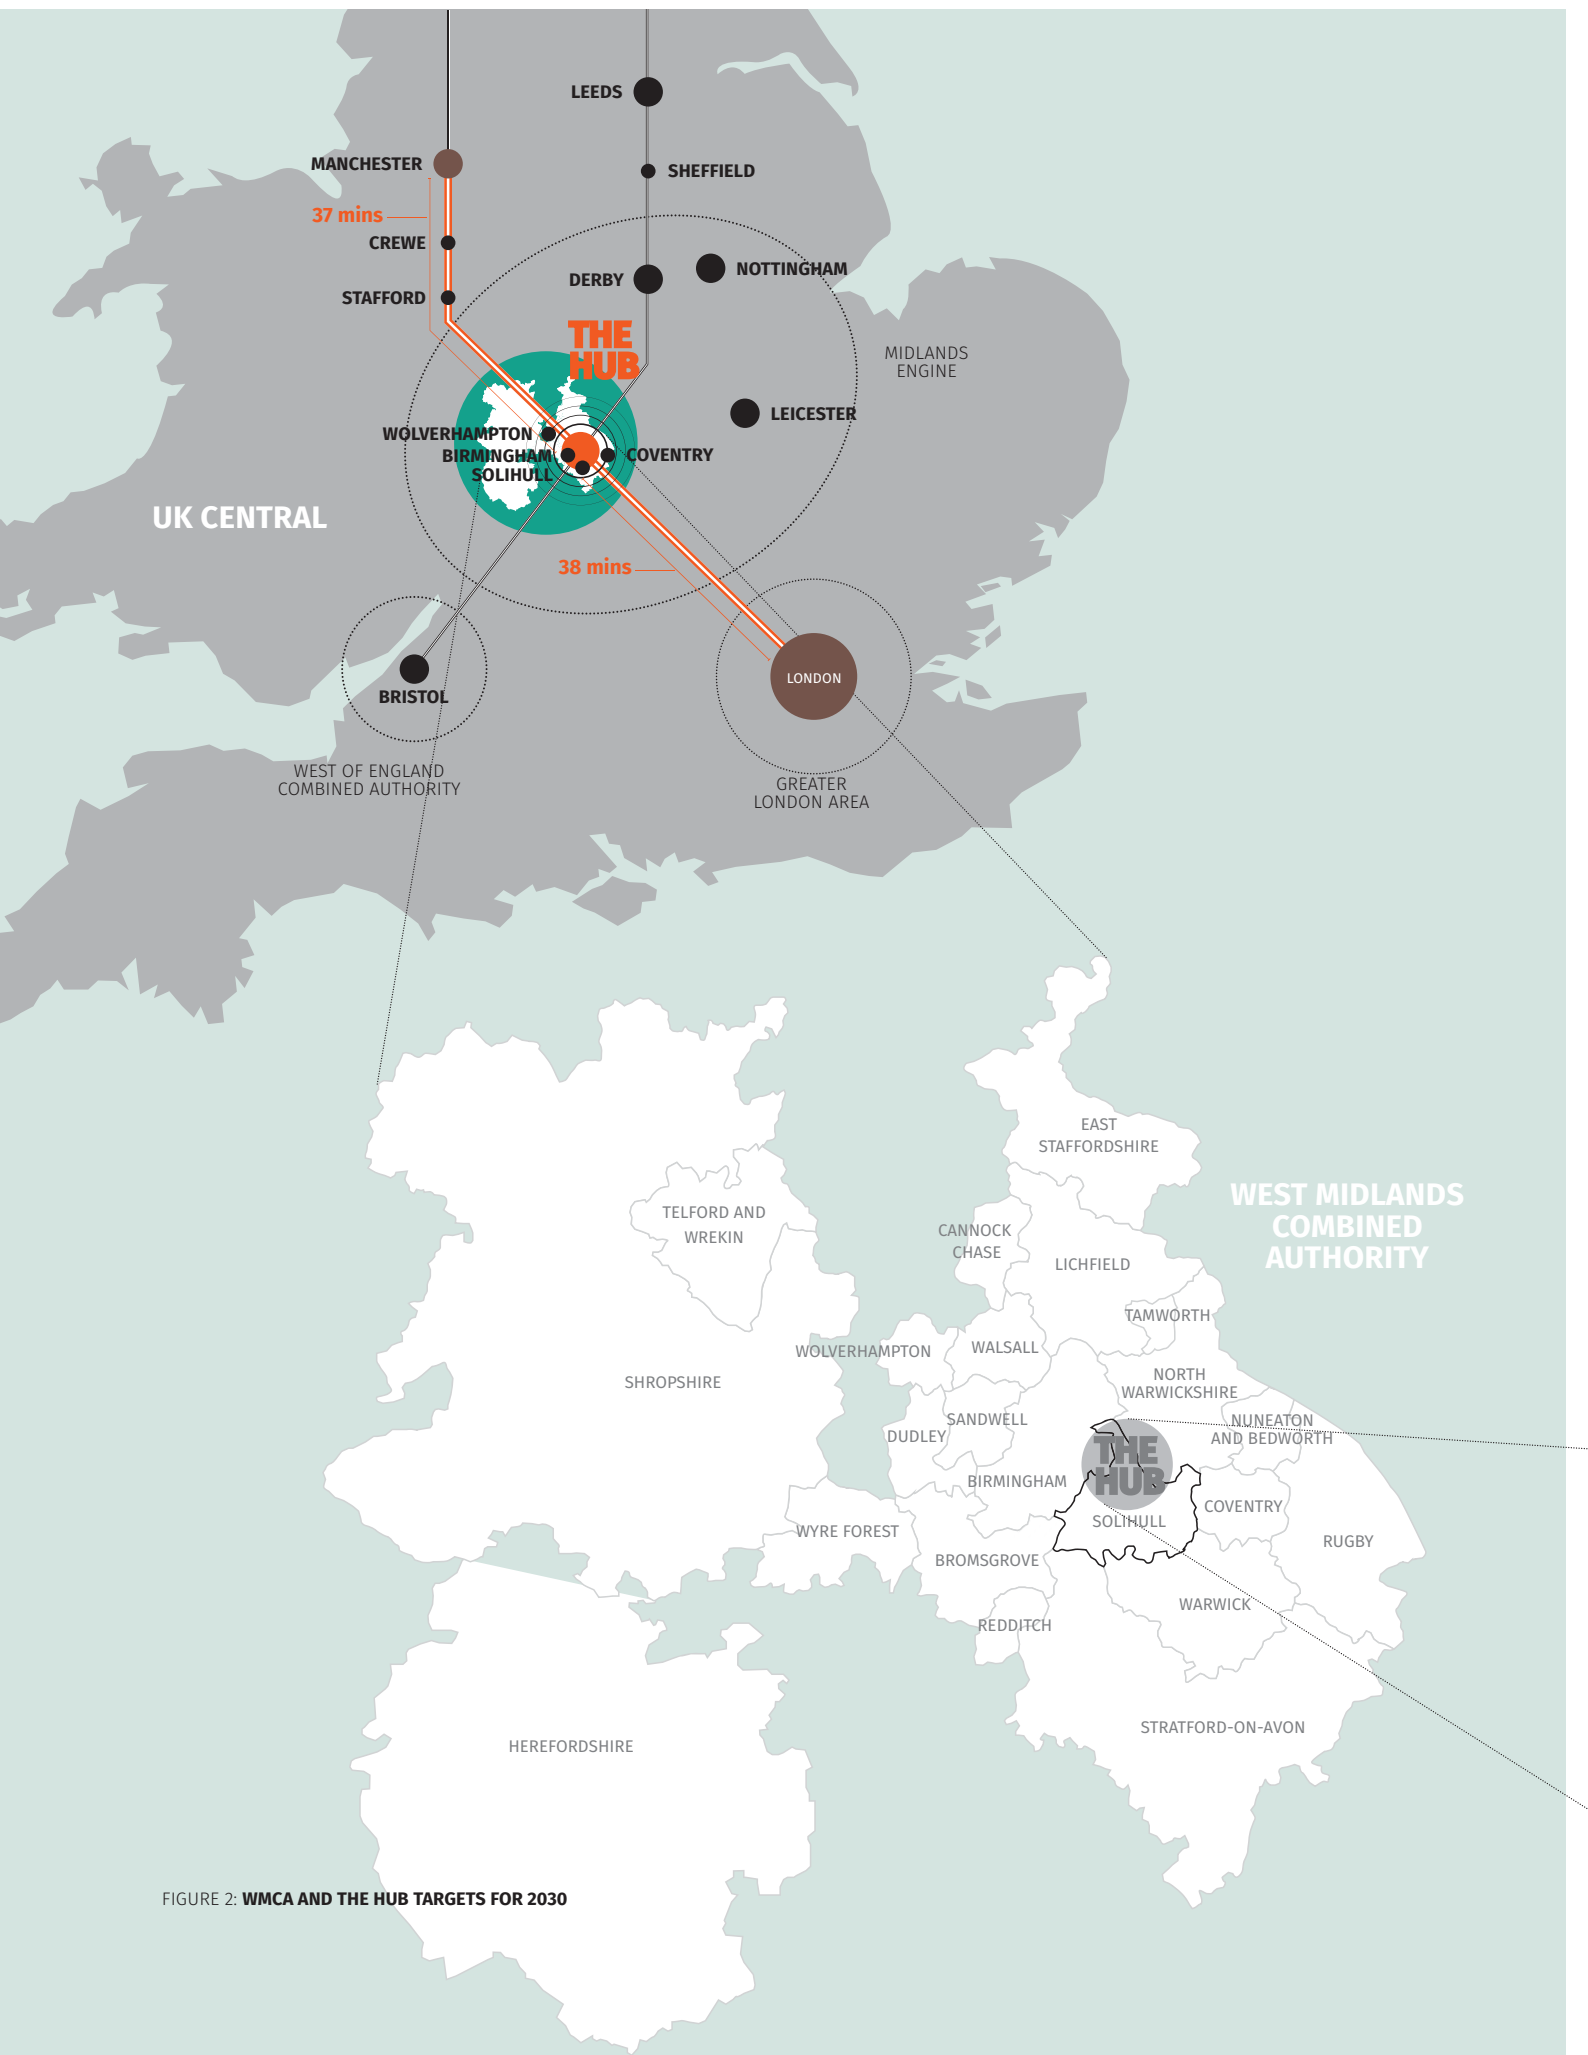 LEEDS
MANCHESTER
SHEFFIELD
37 mins
CREWE
DERBY
NOTTINGHAM
STAFFORD
THE
HUB
MIDLANDS
ENGINE
LEICESTER
WOLVERHAMPTON
BIRMINGHAM
COVENTRY
SOLIHULL
UK CENTRAL
38 mins
LONDON
BRISTOL
WEST OF ENGLAND
COMBINED AUTHORITY
GREATER
LONDON AREA
EAST
STAFFORDSHIRE
WEST MIDLANDS
COMBINED
AUTHORITY
TELFORD AND
WREKIN
CANNOCK
CHASE
LICHFIELD
TAMWORTH
WOLVERHAMPTON
WALSALL
SHROPSHIRE
NORTH
WARWICKSHIRE
SANDWELL
DUDLEY
NUNEATON
AND BEDWORTH
THE
HUB
BIRMINGHAM
COVENTRY
SOLIHULL
WYRE FOREST
RUGBY
BROMSGROVE
WARWICK
REDDITCH
STRATFORD-ON-AVON
HEREFORDSHIRE
FIGURE 2: WMCA AND THE HUB TARGETS FOR 2030